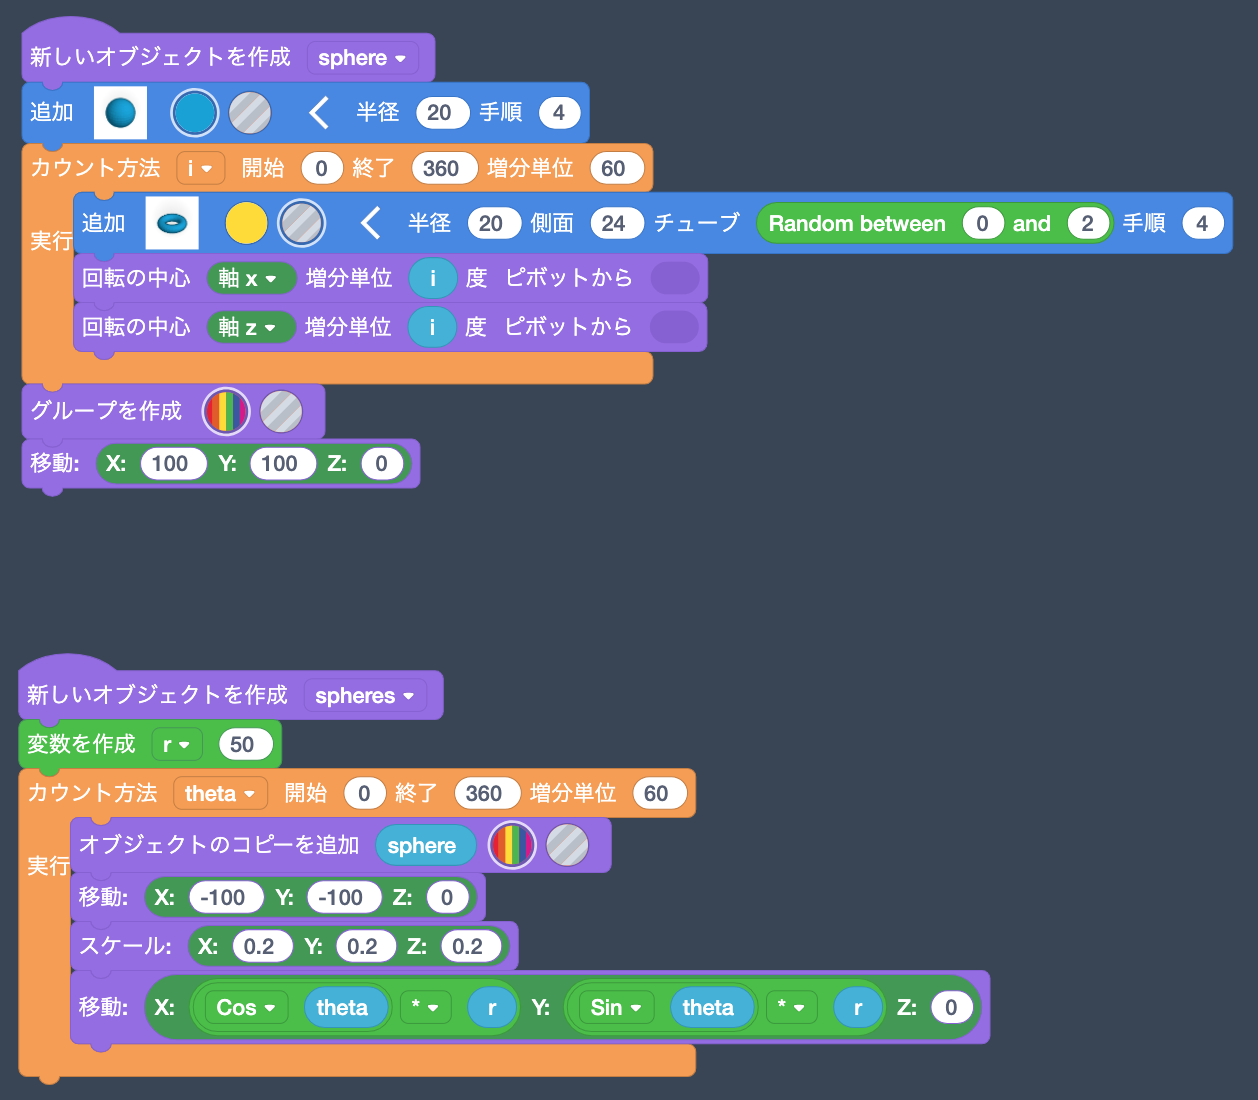 新しいオブジェクトを作成 sphere
追加 半径 20 手順 4
カウント方法 i 開始 0 終了 360 増分単位 60
実行
追加 半径 20 側面 24 チューブ Random between 0 and 2 手順 4
回転の中心 軸 x 増分単位 i 度 ピボットから
回転の中心 軸 z 増分単位 i 度 ピボットから
グループを作成
移動: X: 100 Y: 100 Z: 0
新しいオブジェクトを作成 spheres
変数を作成 r 50
カウント方法 theta 開始 0 終了 360 増分単位 60
実行
オブジェクトのコピーを追加 sphere
移動: X: -100 Y: -100 Z: 0
スケール: X: 0.2 Y: 0.2 Z: 0.2
移動: X: Cos theta * r Y: Sin theta * r Z: 0